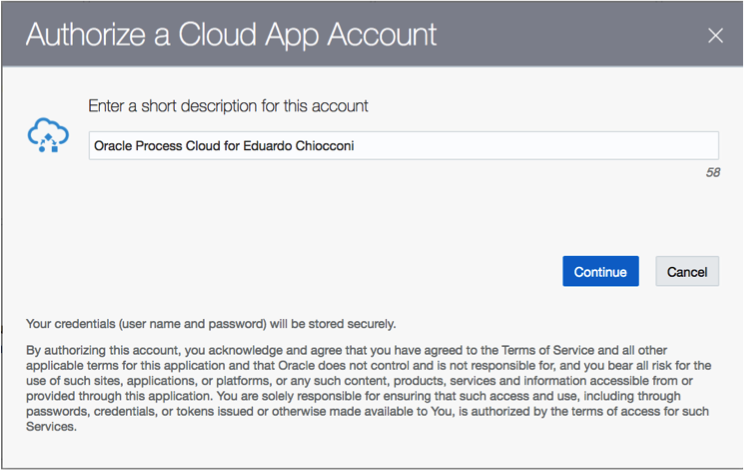 Authorize a Cloud App Account
Enter a short description for this account
Oracle Process Cloud for Eduardo Chiocconi
58
Continue
Cancel
Your credentials (user name and password) will be stored securely.
By authorizing this account, you acknowledge and agree that you have agreed to the Terms of Service and all other
applicable terms for this application and that Oracle does not control and is not responsible for, and you bear all risk for the
use of such sites, applications, or platforms, or any such content, products, services and information accessible from or
provided through this application. You are solely responsible for ensuring that such access and use, including through
passwords, credentials, or tokens issued or otherwise made available to You, is authorized by the terms of access for such
Services.